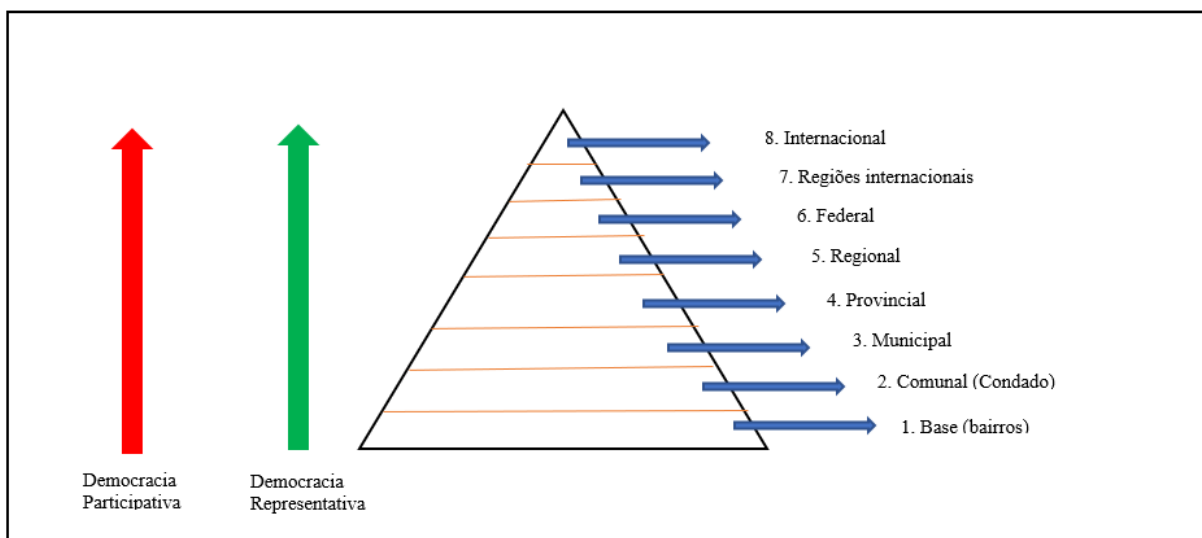 8. Internacional
7. Regiões internacionais
6. Federal
5. Regional
4. Provincial
3. Municipal
2. Comunal (Condado)
1. Base (bairros)
Democracia
Participativa
Democracia
Representativa